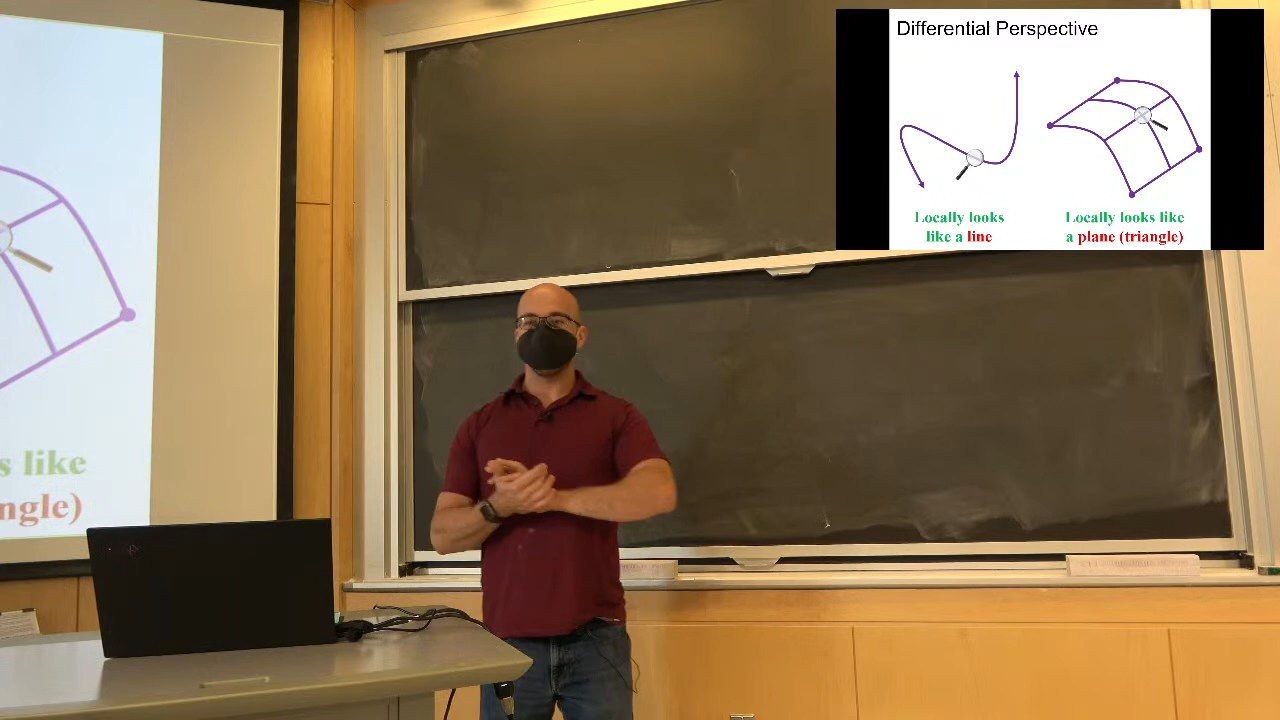 Differential Perspective
Locally looks
like a line
Locally looks like
a plane (triangle)
s like
ngle)